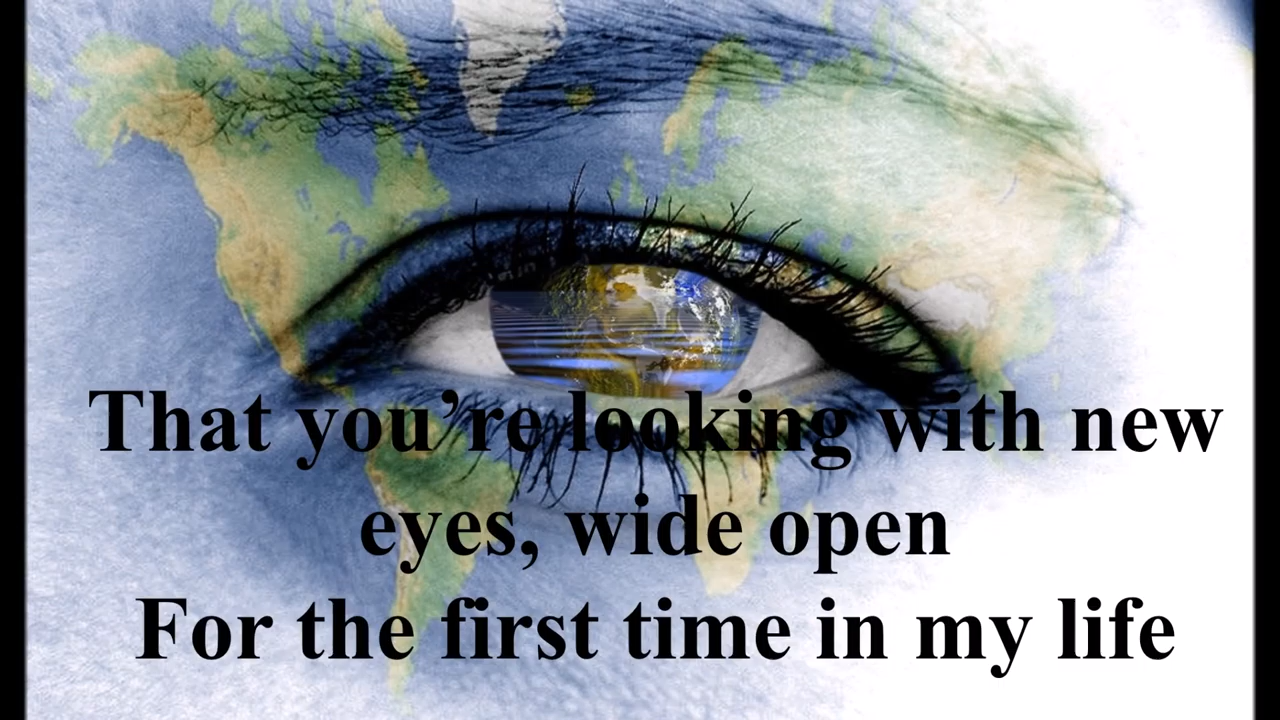 That you’re looking with new
eyes, wide open
For the first time in my life